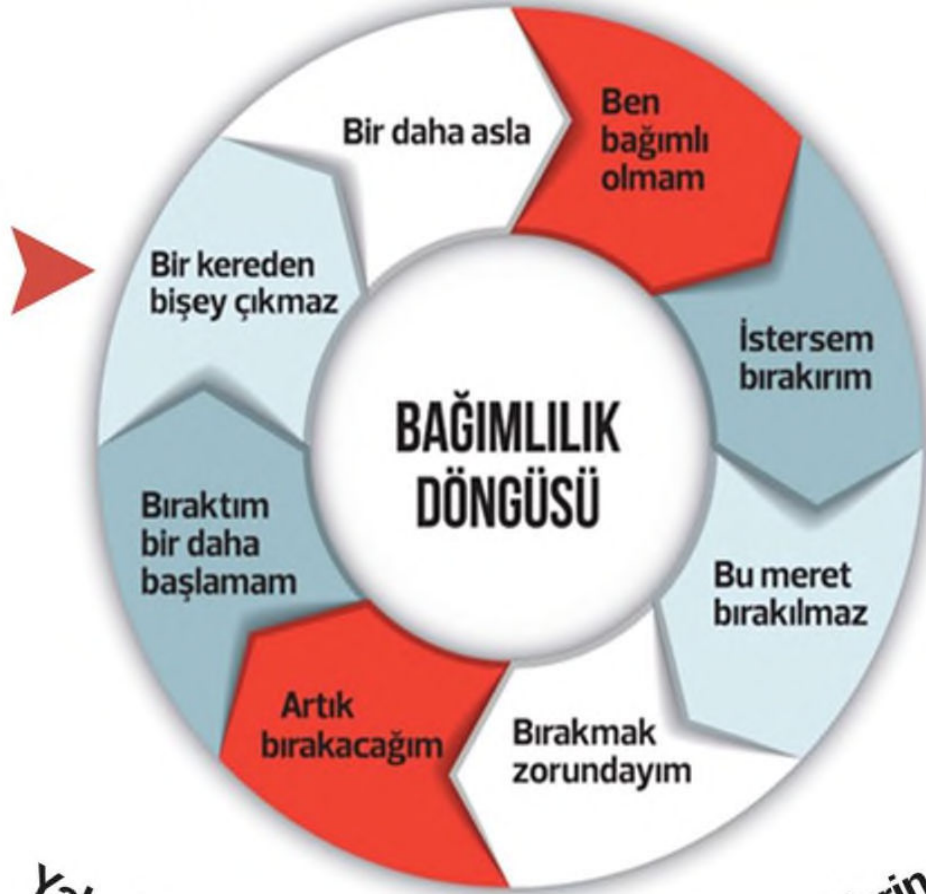 Bir daha asla
Ben
bağımlı
olmam
Bir kereden
bişey çıkmaz
İstersem
bırakırım
BAĞIMLILIK
DÖNGÜSÜ
Bıraktım
bir daha
başlamam
Bu meret
bırakılmaz
Artık
bırakacağım
Bırakmak
zorundayım